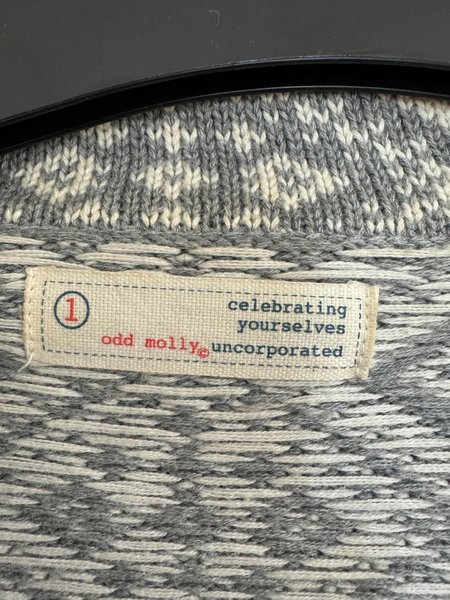 1
celebrating
yourselves
odd molly© uncorporated